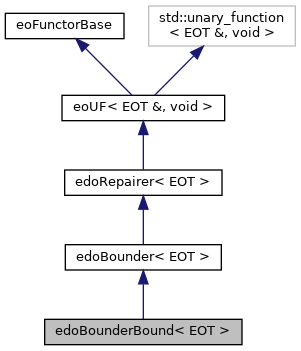 eoFunctorBase
std::unary_function
< EOT &, void >
eoUF< EOT &, void >
edoRepairer< EOT >
edoBounder< EOT >
edoBounderBound< EOT >